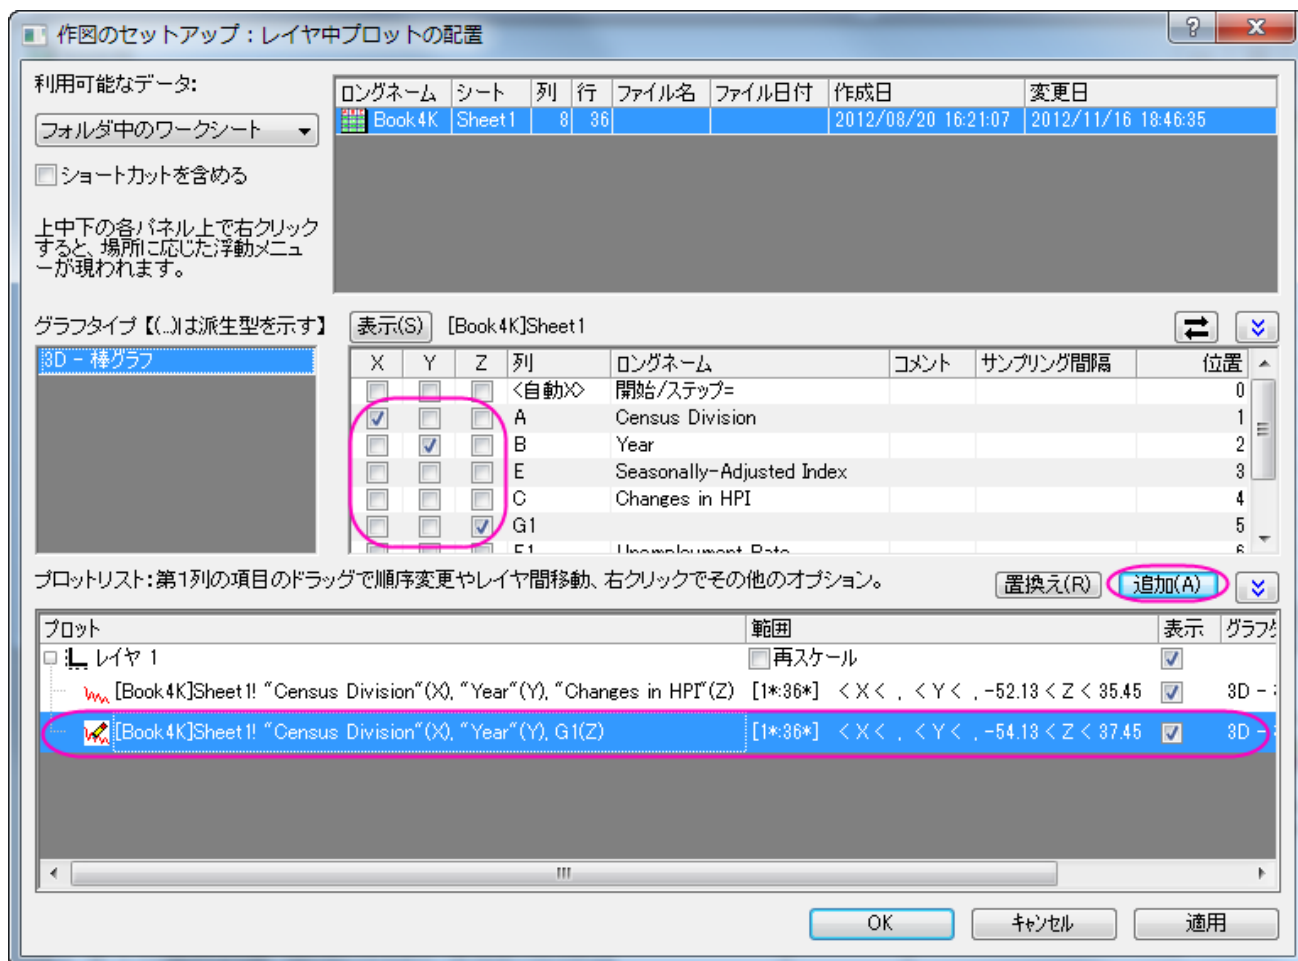 作図のセットアップ：レイヤ中プロットの配置
利用可能なデータ:
フォルダ中のワークシート
ショートカットを含める
上中下の各パネル上で右クリック
すると、場所に応じた浮動メニュ
ーが現われます。
ロングネーム シート 列 行 ファイル名 ファイル日付 作成日 変更日
Book4K Sheet1 8 36 2012/08/20 16:21:07 2012/11/16 18:46:35
グラフタイプ【(...)は派生型を示す】
3D - 棒グラフ
表示(S) [Book4K]Sheet1
X Y Z 列 ロングネーム コメント サンプリング間隔 位置
<自動X> 開始/ステップ= 0
A Census Division 1
B Year 2
E Seasonally-Adjusted Index 3
C Changes in HPI 4
G1 5
F1 Unemployment Rate 6
プロットリスト:第1列の項目のドラッグで順序変更やレイヤ間移動、右クリックでその他のオプション。
置換え(R) 追加(A)
プロット 範囲 表示
レイヤ 1 再スケール
[Book4K]Sheet1! "Census Division"(X), "Year"(Y), "Changes in HPI"(Z) [1*:36*] < X < , < Y < , -52.13 < Z < 35.45 3D -
[Book4K]Sheet1! "Census Division"(X), "Year"(Y), G1(Z) [1*:36*] < X < , < Y < , -54.13 < Z < 37.45 3D -
OK キャンセル 適用